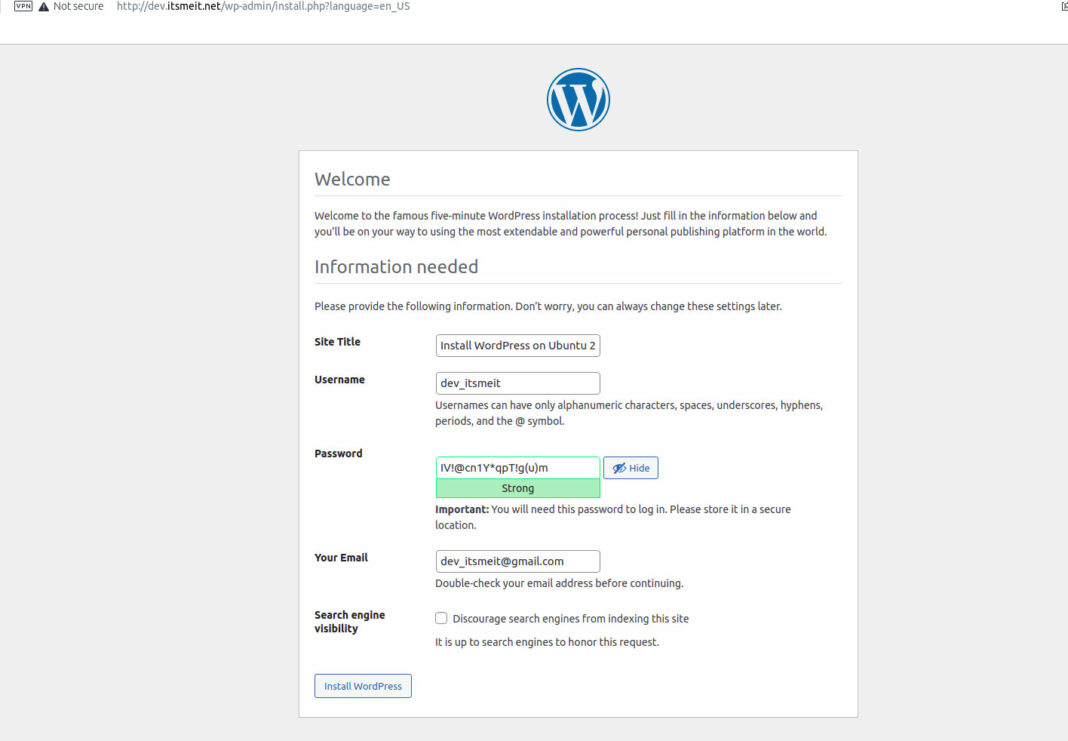 VPN Not secure http://dev.itsmeit.net/wp-admin/install.php?language=en_US
Welcome
Welcome to the famous five-minute WordPress installation process! Just fill in the information below and
you'll be on your way to using the most extendable and powerful personal publishing platform in the world.
Information needed
Please provide the following information. Don't worry, you can always change these settings later.
Site Title
Install WordPress on Ubuntu 2
Username
dev_itsmeit
Usernames can have only alphanumeric characters, spaces, underscores, hyphens,
periods, and the @ symbol.
Password
IV!@cn1Y*qpT!g(u)m
Hide
Strong
Important: You will need this password to log in. Please store it in a secure
location.
Your Email
dev_itsmeit@gmail.com
Double-check your email address before continuing.
Search engine
visibility
Discourage search engines from indexing this site
It is up to search engines to honor this request.
Install WordPress